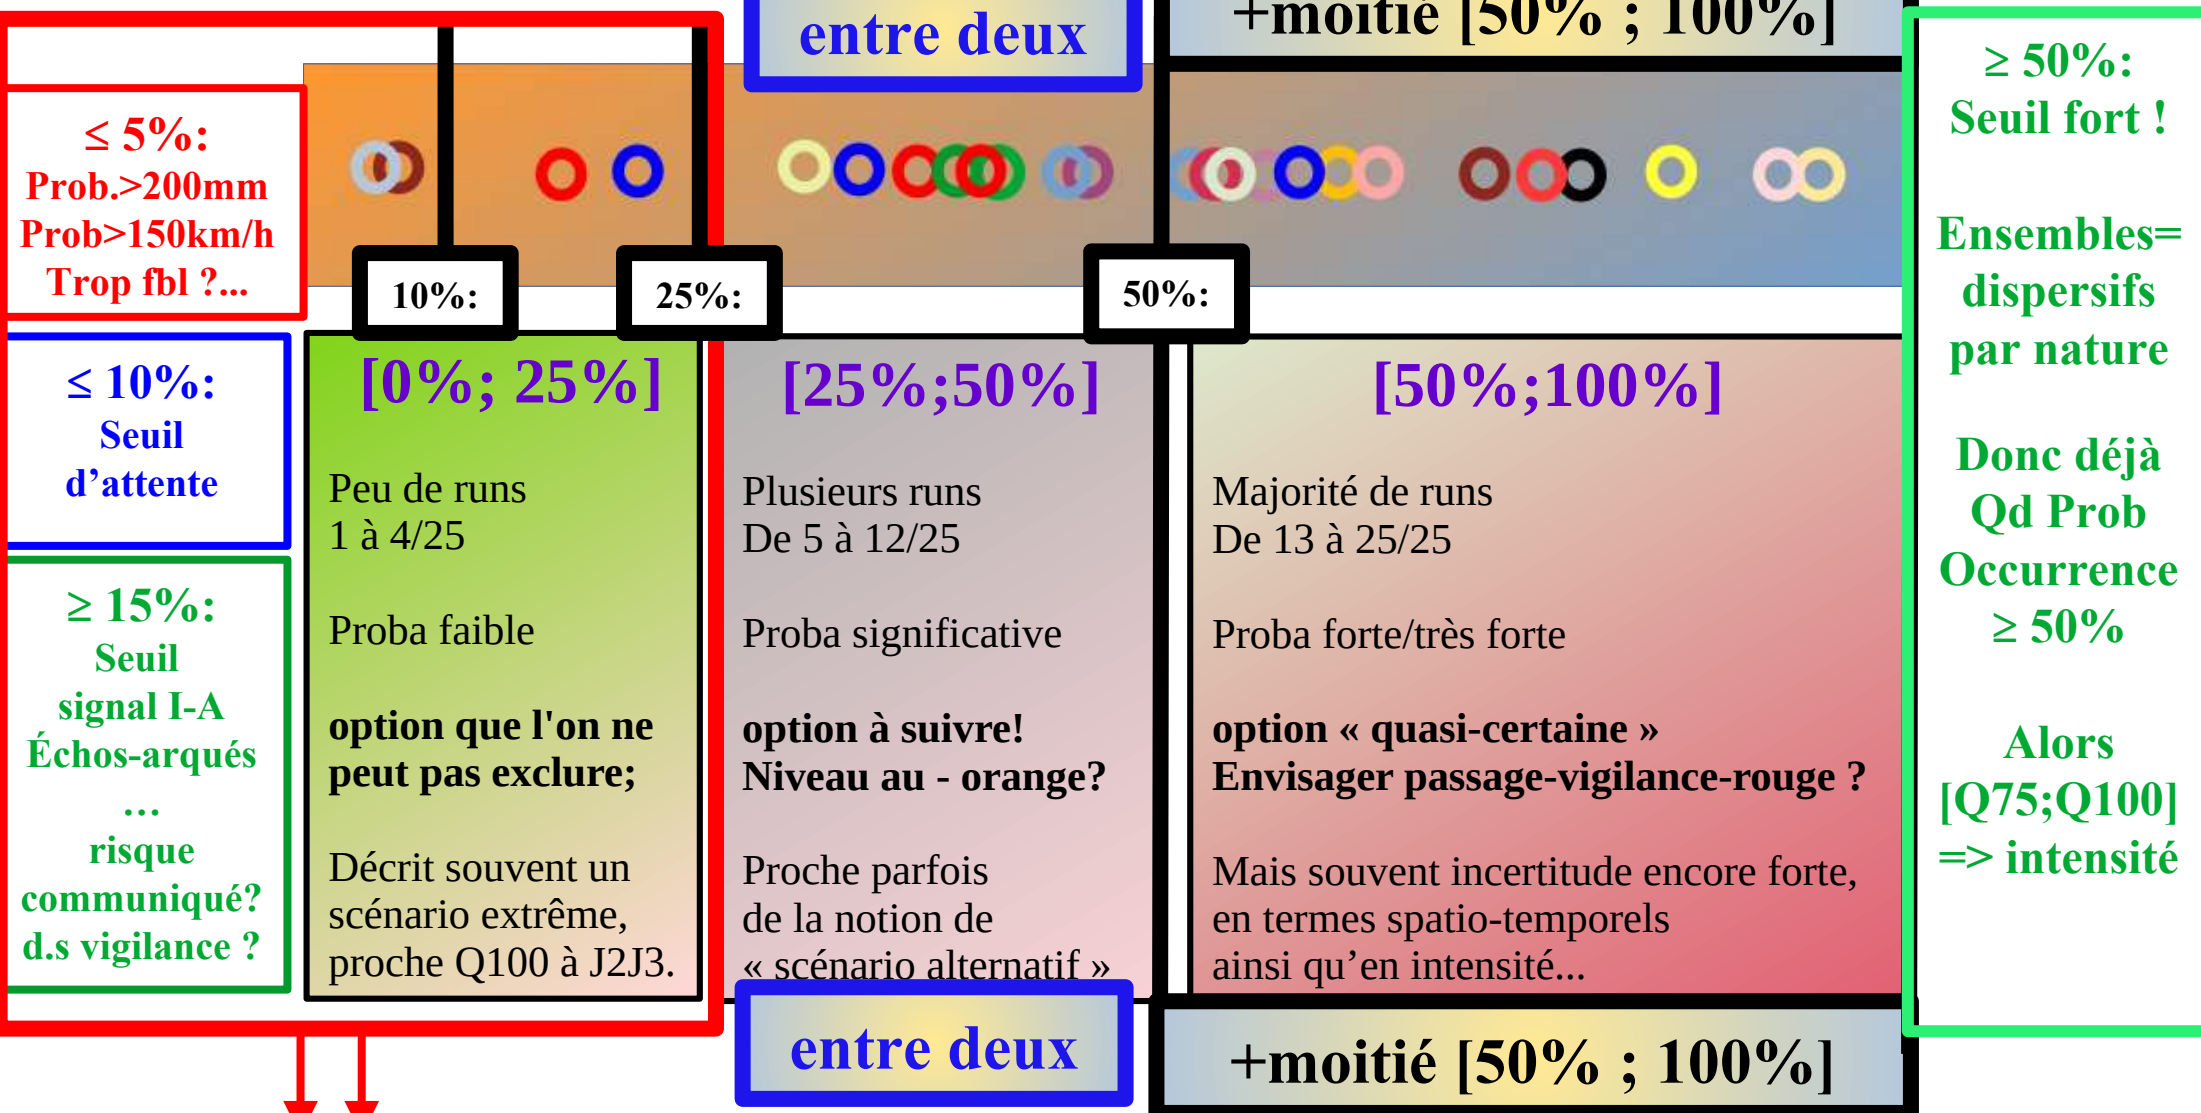 entre deux
+moitié [50% ; 100%]
≤ 5%:
Prob.>200mm
Prob>150km/h
Trop fbl ?...
≤ 10%:
Seuil
d’attente
≥ 15%:
Seuil
signal I-A
Échos-arqués
…
risque
communiqué?
d.s vigilance ?
10%:
25%:
50%:
[0%; 25%]
Peu de runs
1 à 4/25
Proba faible
option que l'on ne
peut pas exclure;
Décrit souvent un
scénario extrême,
proche Q100 à J2J3.
[25%;50%]
Plusieurs runs
De 5 à 12/25
Proba significative
option à suivre!
Niveau au - orange?
Proche parfois
de la notion de
« scénario alternatif »
[50%;100%]
Majorité de runs
De 13 à 25/25
Proba forte/très forte
option « quasi-certaine »
Envisager passage-vigilance-rouge ?
Mais souvent incertitude encore forte,
en termes spatio-temporels
ainsi qu’en intensité...
≥ 50%:
Seuil fort !
Ensembles=
dispersifs
par nature
Donc déjà
Qd Prob
Occurrence
≥ 50%
Alors
[Q75;Q100]
=> intensité
entre deux
+moitié [50% ; 100%]